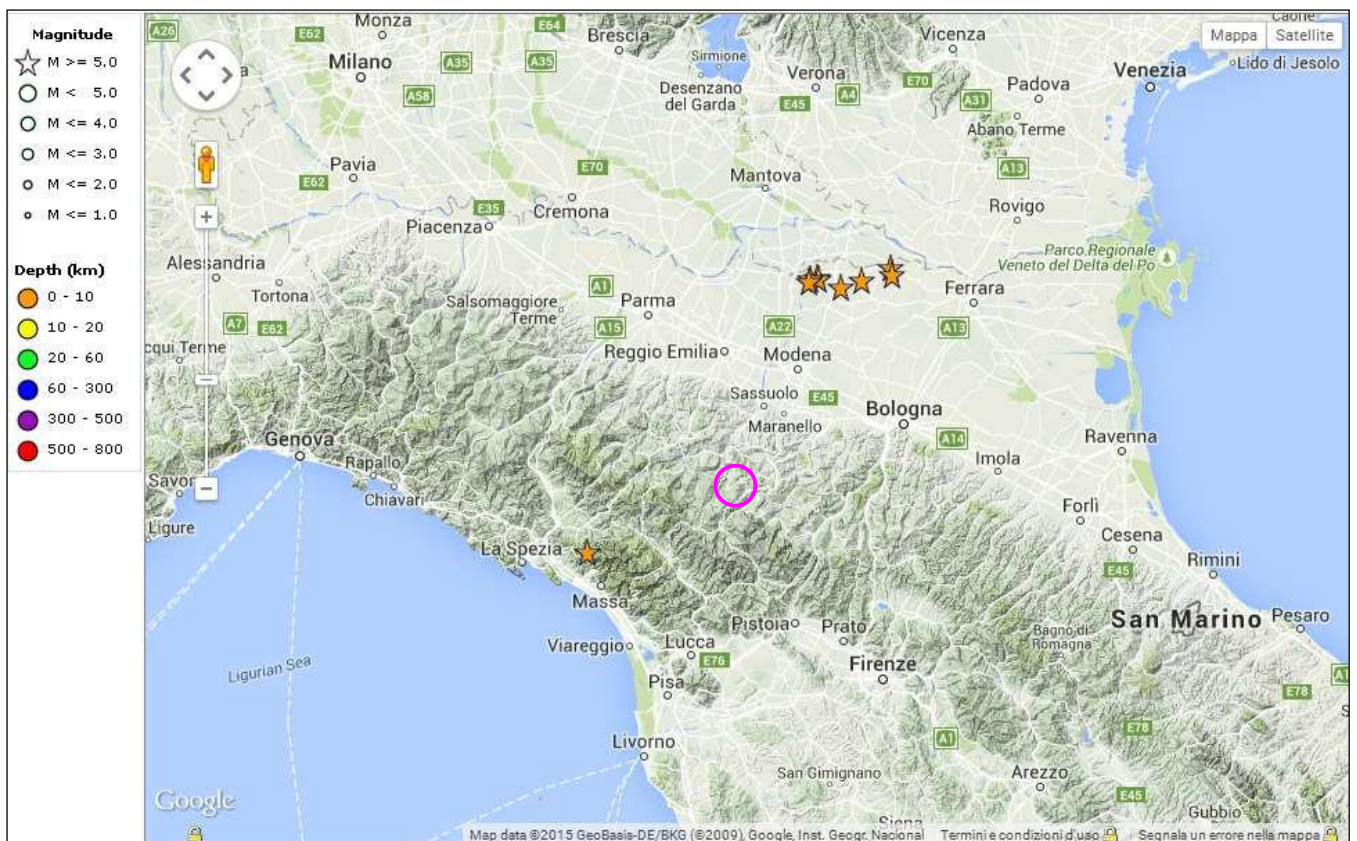 Magnitude
M >= 5.0
M < 5.0
M <= 4.0
M <= 3.0
M <= 2.0
M <= 1.0
Depth (km)
0 - 10
10 - 20
20 - 60
60 - 300
300 - 500
500 - 800
Mappa
Satellite
A26
E62
Monza
Milano
A35
A58
E64
A35
Brescia
Sirmione
Desenzano
del Garda
Verona
E45
A4
E70
Vicenza
A31
Padova
Abano Terme
A13
Venezia
Lido di Jesolo
Pavia
E62
E70
Mantova
Rovigo
Cremona
E35
Piacenza
Parco Regionale
Veneto del Delta del Po
Alessandria
Tortona
A7
E62
Salsomaggiore
Terme
A1
A15
Parma
A22
Ferrara
A13
cqui Terme
Reggio Emilia
Modena
Sassuolo
E45
Maranello
Bologna
A14
Imola
Ravenna
Genova
Rapallo
Chiavari
Savor
Ligure
Forlì
Cesena
E45
Rimini
La Spezia
Massa
San Marino
Pesaro
Pistoia
Prato
Bagno di
Romagna
Viareggio
Lucca
E76
Firenze
Ligurian Sea
Pisa
E78
E78
Livorno
A1
San Gimignano
Arezzo
E45
Gubbio
Siena
Google
Map data ©2015 GeoBasis-DE/BKG (©2009), Google, Inst. Geogr. Nacional
Termini e condizioni d'uso
Segnala un errore nella mappa